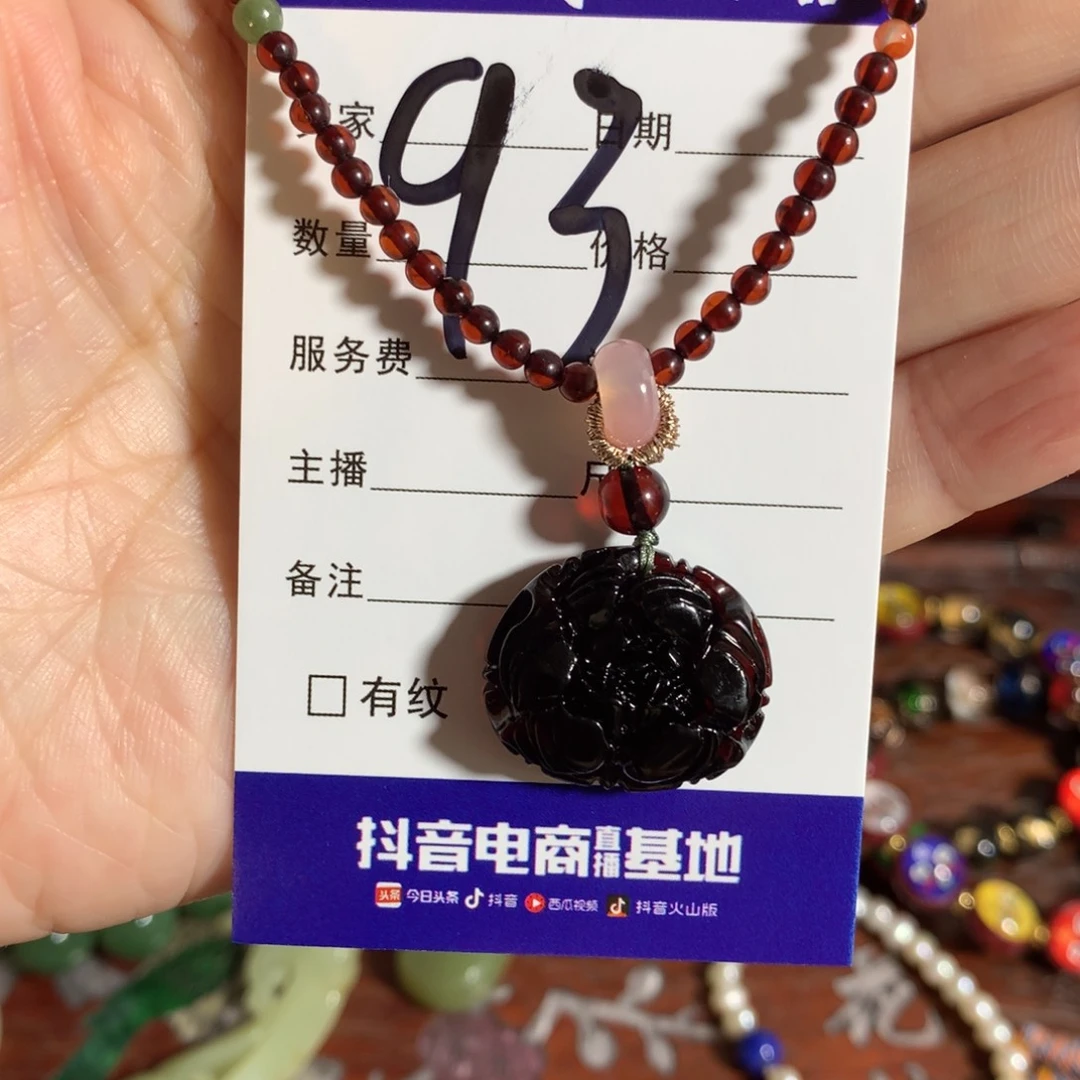 93
家 日期
数量 价格
服务费
主播
备注
□ 有纹
抖音电商直播基地
头条 今日头条 抖音 西瓜视频 抖音火山版